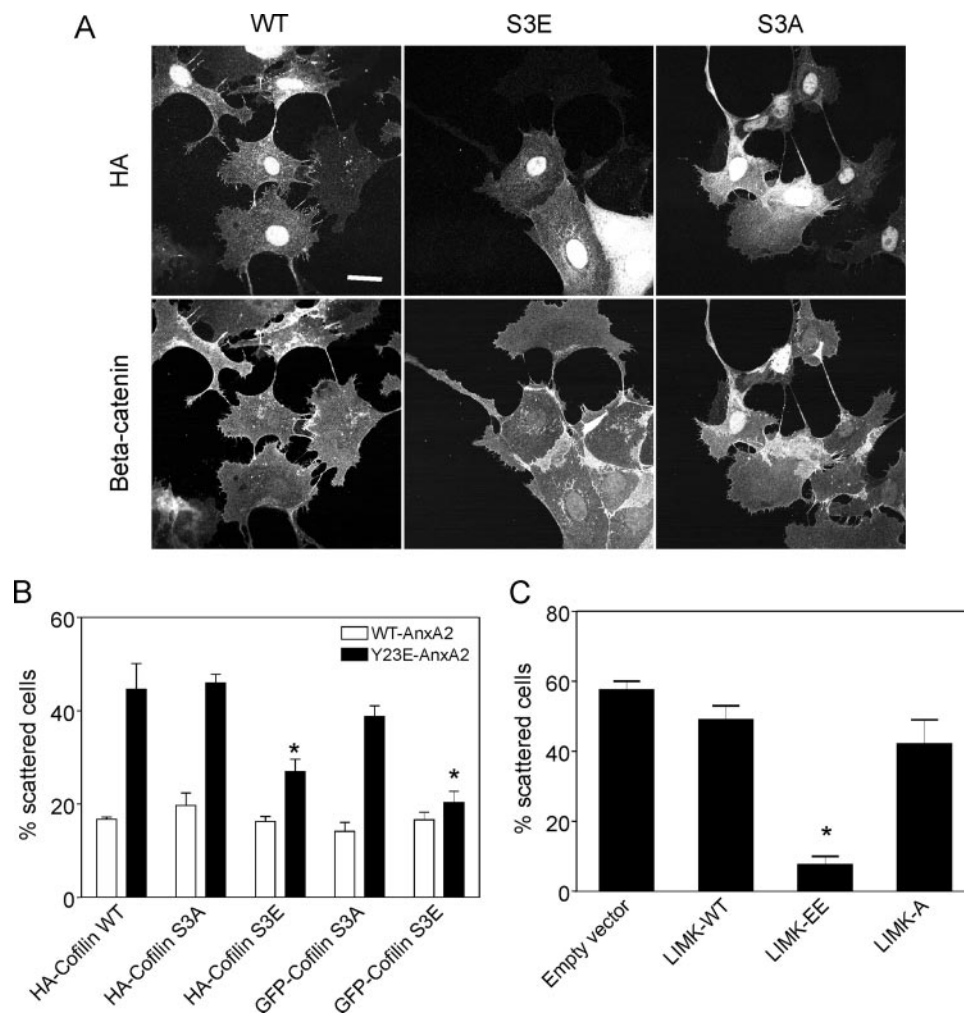 A
WT S3E S3A
HA
Beta-catenin
B
60
40
20
0
% scattered cells
WT-AnxA2
Y23E-AnxA2
*
*
HA-Cofilin WT
HA-Cofilin S3A
HA-Cofilin S3E
GFP-Cofilin S3A
GFP-Cofilin S3E
C
80
60
40
20
0
% scattered cells
*
Empty vector
LIMK-WT
LIMK-EE
LIMK-A